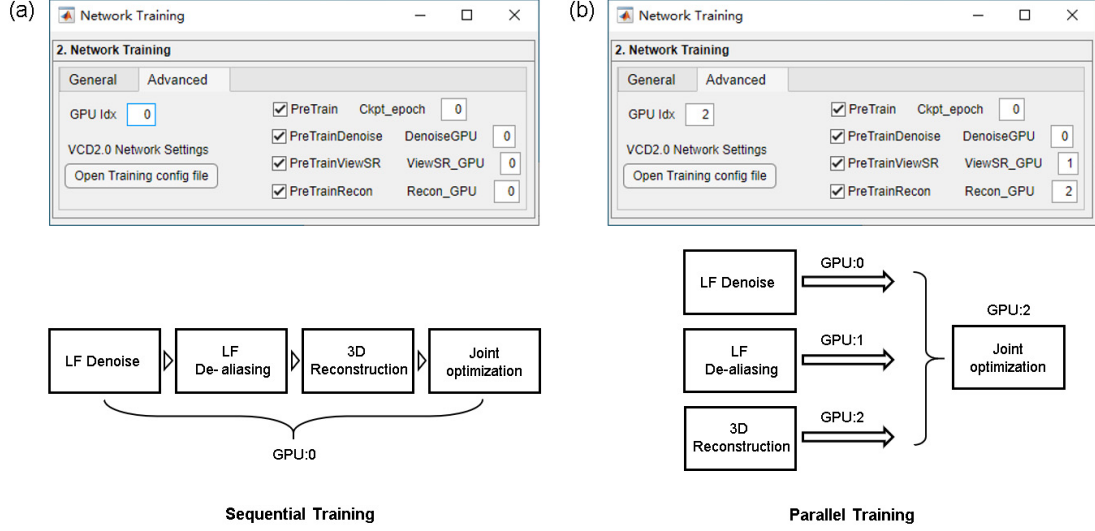 (a)
Network Training
2. Network Training
General Advanced
GPU Idx 0
PreTrain Ckpt_epoch 0
PreTrainDenoise DenoiseGPU 0
VCD2.0 Network Settings
PreTrainViewSR ViewSR_GPU 0
Open Training config file
PreTrainRecon Recon_GPU 0
LF Denoise
LF
De- aliasing
3D
Reconstruction
Joint
optimization
GPU:0
Sequential Training
(b)
Network Training
2. Network Training
General Advanced
GPU Idx 2
PreTrain Ckpt_epoch 0
PreTrainDenoise DenoiseGPU 0
VCD2.0 Network Settings
PreTrainViewSR ViewSR_GPU 1
Open Training config file
PreTrainRecon Recon_GPU 2
LF Denoise
GPU:0
LF
De-aliasing
GPU:1
3D
Reconstruction
GPU:2
GPU:2
Joint
optimization
Parallel Training